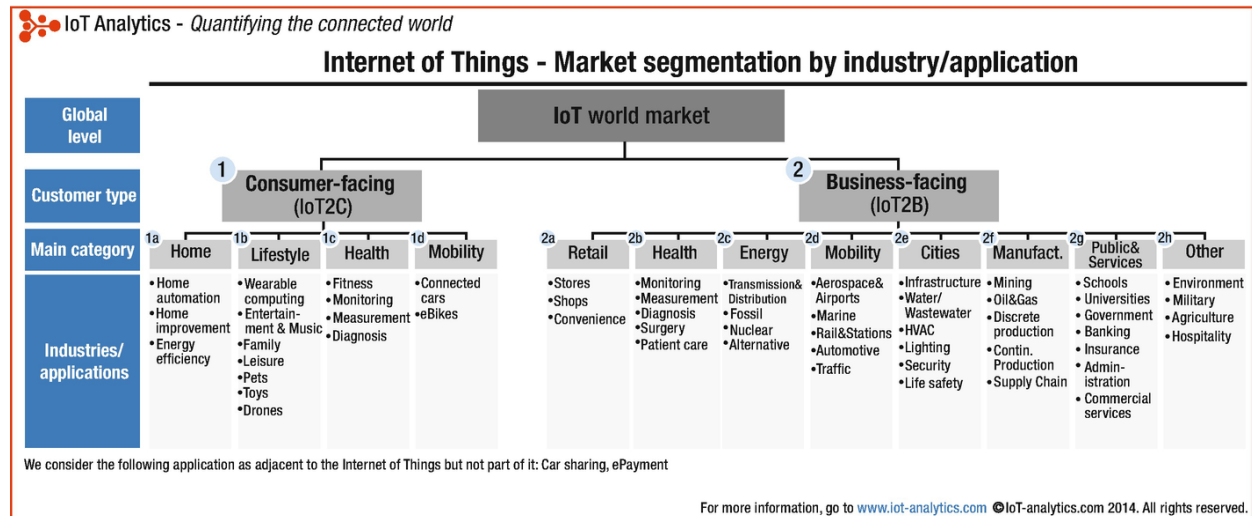 IoT Analytics - Quantifying the connected world
Internet of Things - Market segmentation by industry/application
Global
level
IoT world market
Customer type
1
Consumer-facing
(IoT2C)
2
Business-facing
(IoT2B)
Main category
1a
Home
1b
Lifestyle
1c
Health
1d
Mobility
2a
Retail
2b
Health
2c
Energy
2d
Mobility
2e
Cities
2f
Manufact.
2g
Public&
Services
2h
Other
Industries/
applications
•Home
automation
•Home
improvement
•Energy
efficiency
•Wearable
computing
•Entertain-
ment & Music
•Family
•Leisure
•Pets
•Toys
•Drones
•Fitness
•Monitoring
•Measurement
•Diagnosis
•Connected
cars
•eBikes
•Stores
•Shops
•Convenience
•Monitoring
•Measurement
•Diagnosis
•Surgery
•Patient care
•Transmission&
Distribution
•Fossil
•Nuclear
•Alternative
•Aerospace&
Airports
•Marine
•Rail&Stations
•Automotive
•Traffic
•Infrastructure
•Water/
Wastewater
•HVAC
•Lighting
•Security
•Life safety
•Mining
•Oil&Gas
•Discrete
production
•Contin.
Production
•Supply Chain
• Schools
• Universities
• Government
• Banking
• Insurance
• Admin-
istration
• Commercial
services
•Environment
•Military
•Agriculture
•Hospitality
We consider the following application as adjacent to the Internet of Things but not part of it: Car sharing, ePayment
For more information, go to www.iot-analytics.com ©IoT-analytics.com 2014. All rights reserved.